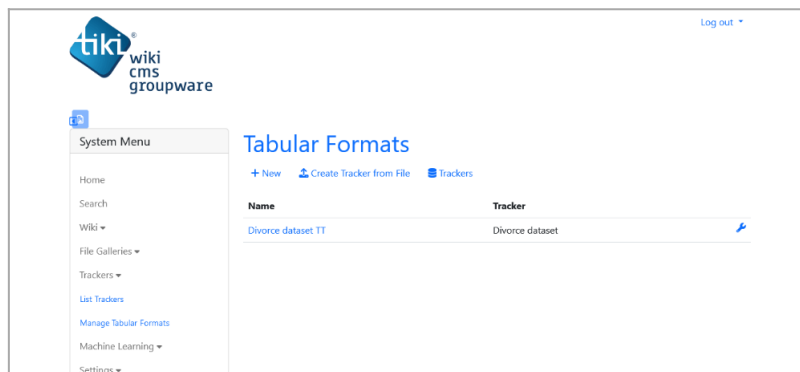 Log out
tiki®
wiki
cms
groupware
System Menu
Home
Search
Wiki
File Galleries
Trackers
List Trackers
Manage Tabular Formats
Machine Learning
Settings
Tabular Formats
+ New Create Tracker from File Trackers
Name Tracker
Divorce dataset TT Divorce dataset